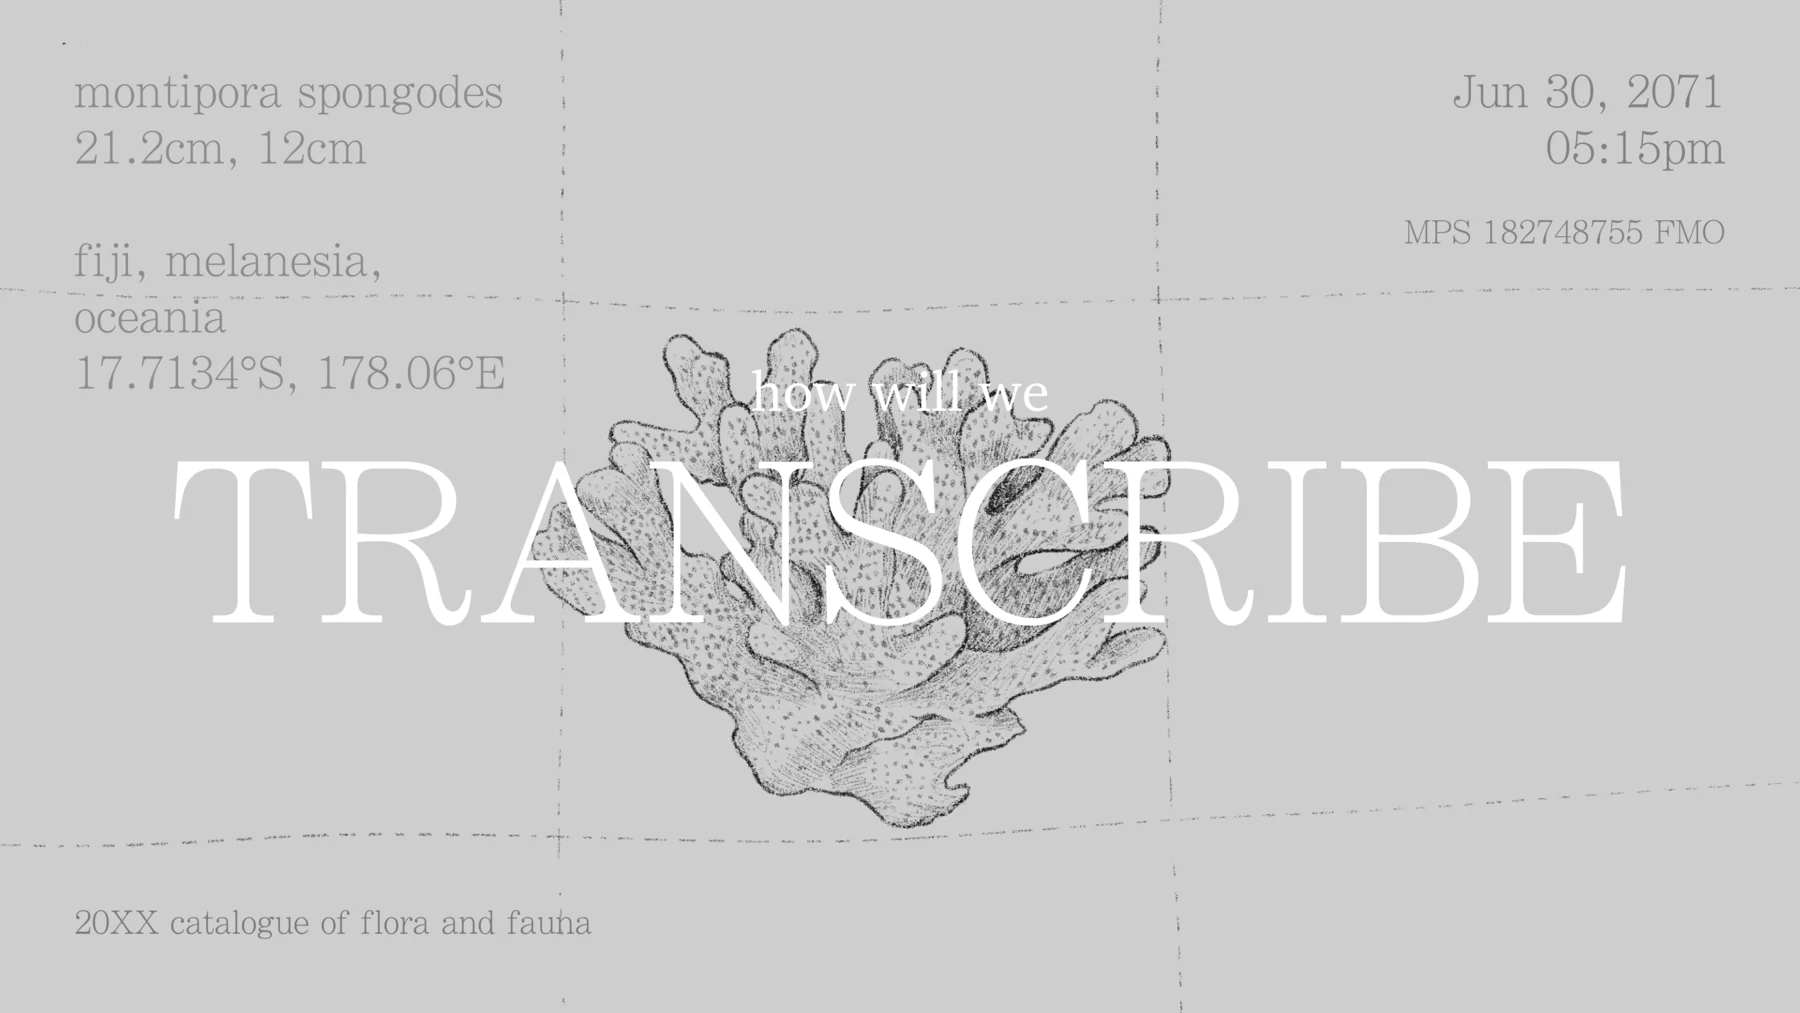 montipora spongodes
21.2cm, 12cm
fiji, melanesia,
oceania
17.7134°S, 178.06°E
Jun 30, 2071
05:15pm
MPS 182748755 FMO
how will we
TRANSCRIBE
20XX catalogue of flora and fauna